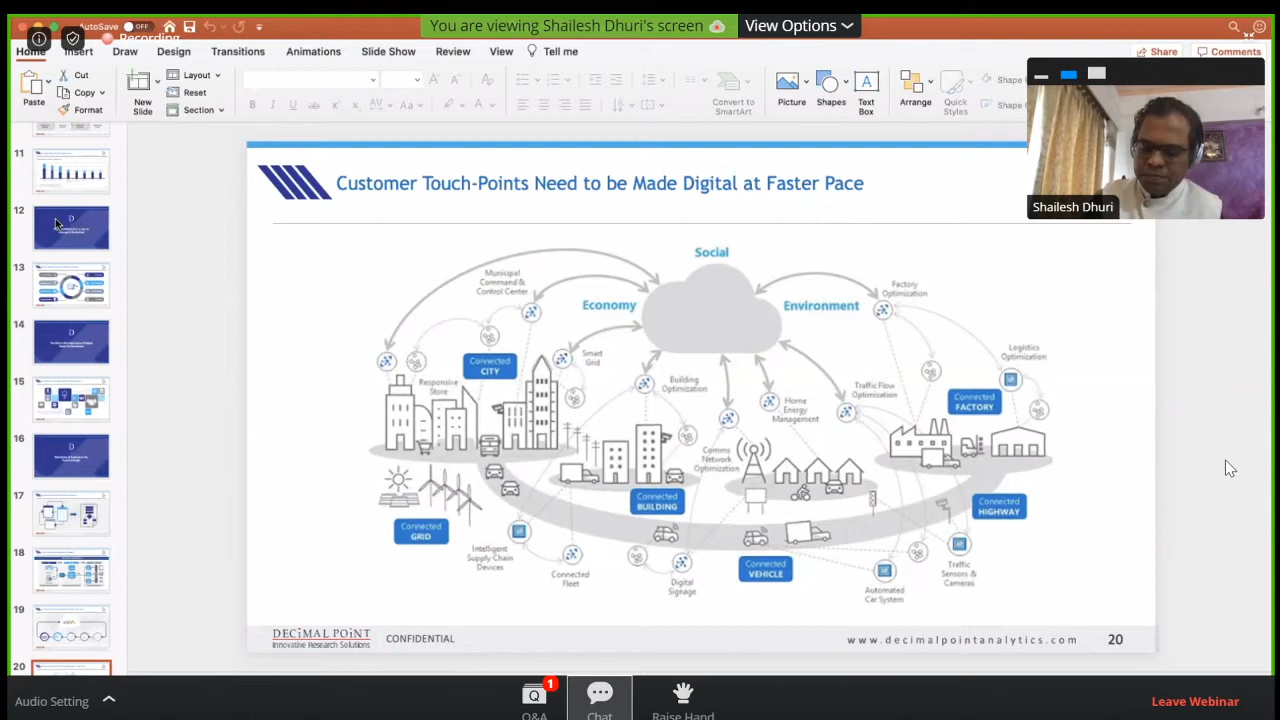 AutoSave OFF
You are viewing Shailesh Dhuri's screen
View Options
Recording
Home Insert Draw Design Transitions Animations Slide Show Review View Tell me
Share Comments
Paste
Cut
Copy
Format
New
Slide
Layout
Reset
Section
Convert to
SmartArt
Picture
Shapes
Text
Box
Arrange
Quick
Styles
Shape
Shape
Shailesh Dhuri
11
12
13
14
15
16
17
18
19
20
Customer Touch-Points Need to be Made Digital at Faster Pace
Social
Economy
Environment
Municipal
Command &
Control Center
Factory
Optimization
Connected
CITY
Smart
Grid
Responsive
Store
Building
Optimization
Home
Energy
Management
Traffic Flow
Optimization
Logistics
Optimization
Connected
FACTORY
Comms
Network
Optimization
Connected
BUILDING
Connected
HIGHWAY
Connected
GRID
Intelligent
Supply Chain
Devices
Connected
Fleet
Digital
Signage
Connected
VEHICLE
Automated
Car System
Traffic
Sensors &
Cameras
DECIMAL POINT
Innovative Research Solutions
CONFIDENTIAL
www.decimalpointanalytics.com
20
Audio Setting
Q 1
Q&A
Chat
Raise Hand
Leave Webinar